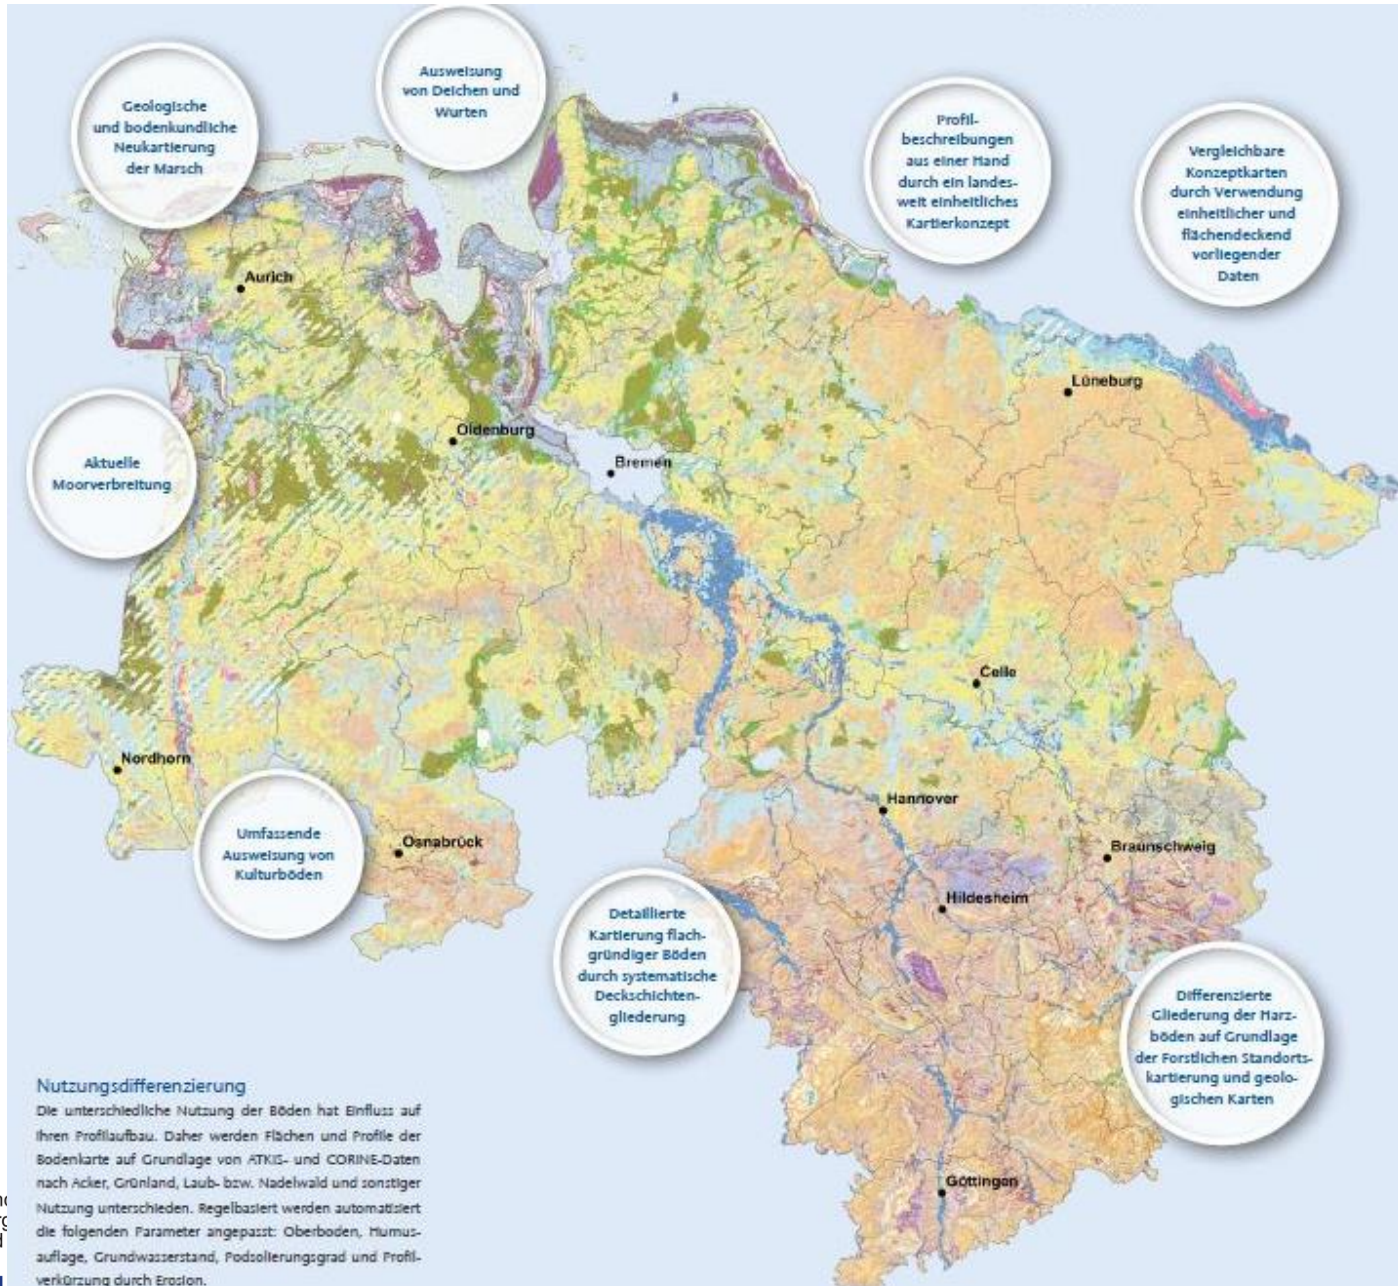 Geologische
und bodenkundliche
Neukartierung
der Marsch
Ausweisung
von Deichen und
Wurten
Profil-
beschreibungen
aus einer Hand
durch ein landes-
weit einheitliches
Kartierkonzept
Vergleichbare
Konzeptkarten
durch Verwendung
einheitlicher und
flächendeckend
vorliegender
Daten
Aurich
Lüneburg
Oldenburg
Bremen
Aktuelle
Moorverbreitung
Celle
Nordhorn
Hannover
Umfassende
Ausweisung von
Kulturböden
Osnabrück
Braunschweig
Hildesheim
Detaillierte
Kartierung flach-
gründiger Böden
durch systematische
Deckschichten-
gliederung
Differenzierte
Gliederung der Harz-
böden auf Grundlage
der Forstlichen Standorts-
kartierung und geolo-
gischen Karten
Göttingen
Nutzungsdifferenzierung
Die unterschiedliche Nutzung der Böden hat Einfluss auf
ihren Profilaufbau. Daher werden Flächen und Profile der
Bodenkarte auf Grundlage von ATKIS- und CORINE-Daten
nach Acker, Grünland, Laub- bzw. Nadelwald und sonstiger
Nutzung unterschieden. Regelbasiert werden automatisiert
die folgenden Parameter angepasst: Oberboden, Humus-
auflage, Grundwasserstand, Podsolierungsgrad und Profil-
verkürzung durch Erosion.